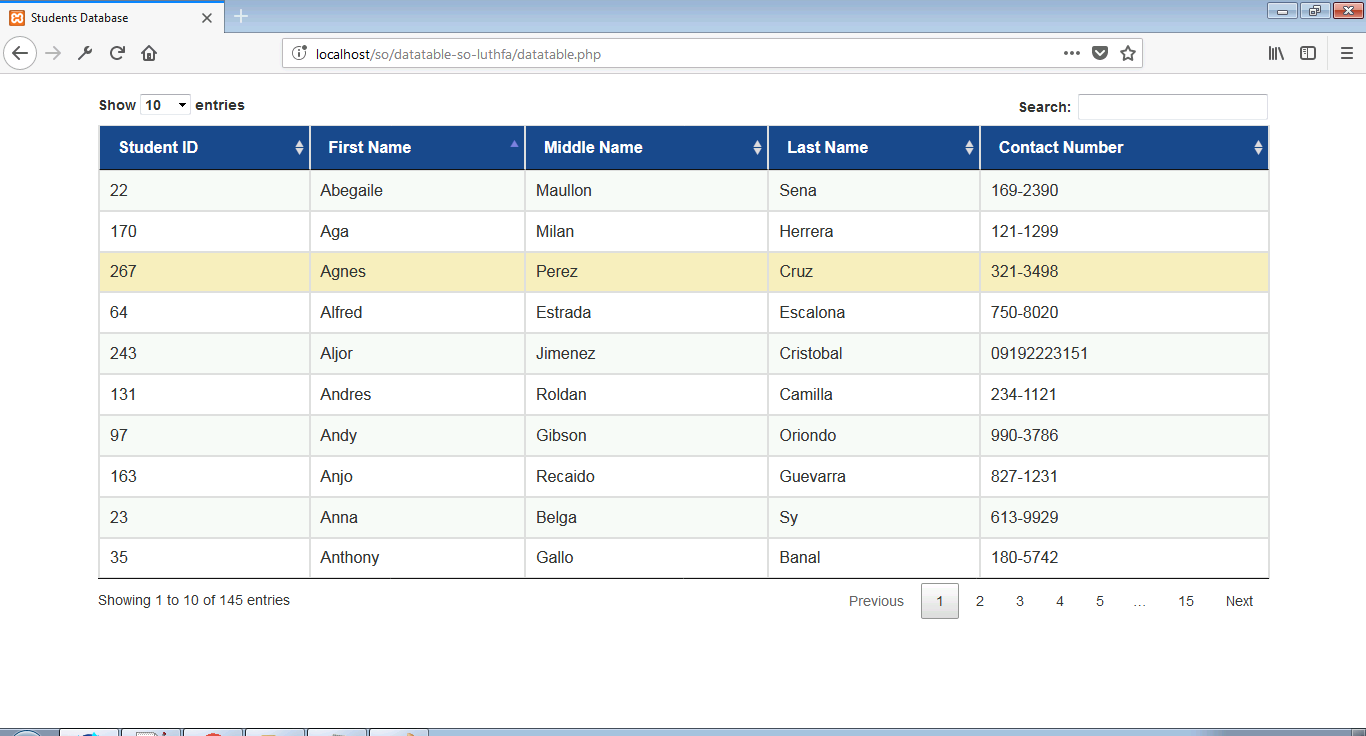 Students Database
localhost/so/datatable-so-luthfa/datatable.php
Show 10 entries Search:
Student ID First Name Middle Name Last Name Contact Number
22 Abegaile Maullon Sena 169-2390
170 Aga Milan Herrera 121-1299
267 Agnes Perez Cruz 321-3498
64 Alfred Estrada Escalona 750-8020
243 Aljor Jimenez Cristobal 09192223151
131 Andres Roldan Camilla 234-1121
97 Andy Gibson Oriondo 990-3786
163 Anjo Recaido Guevarra 827-1231
23 Anna Belga Sy 613-9929
35 Anthony Gallo Banal 180-5742
Showing 1 to 10 of 145 entries Previous 1 2 3 4 5 … 15 Next